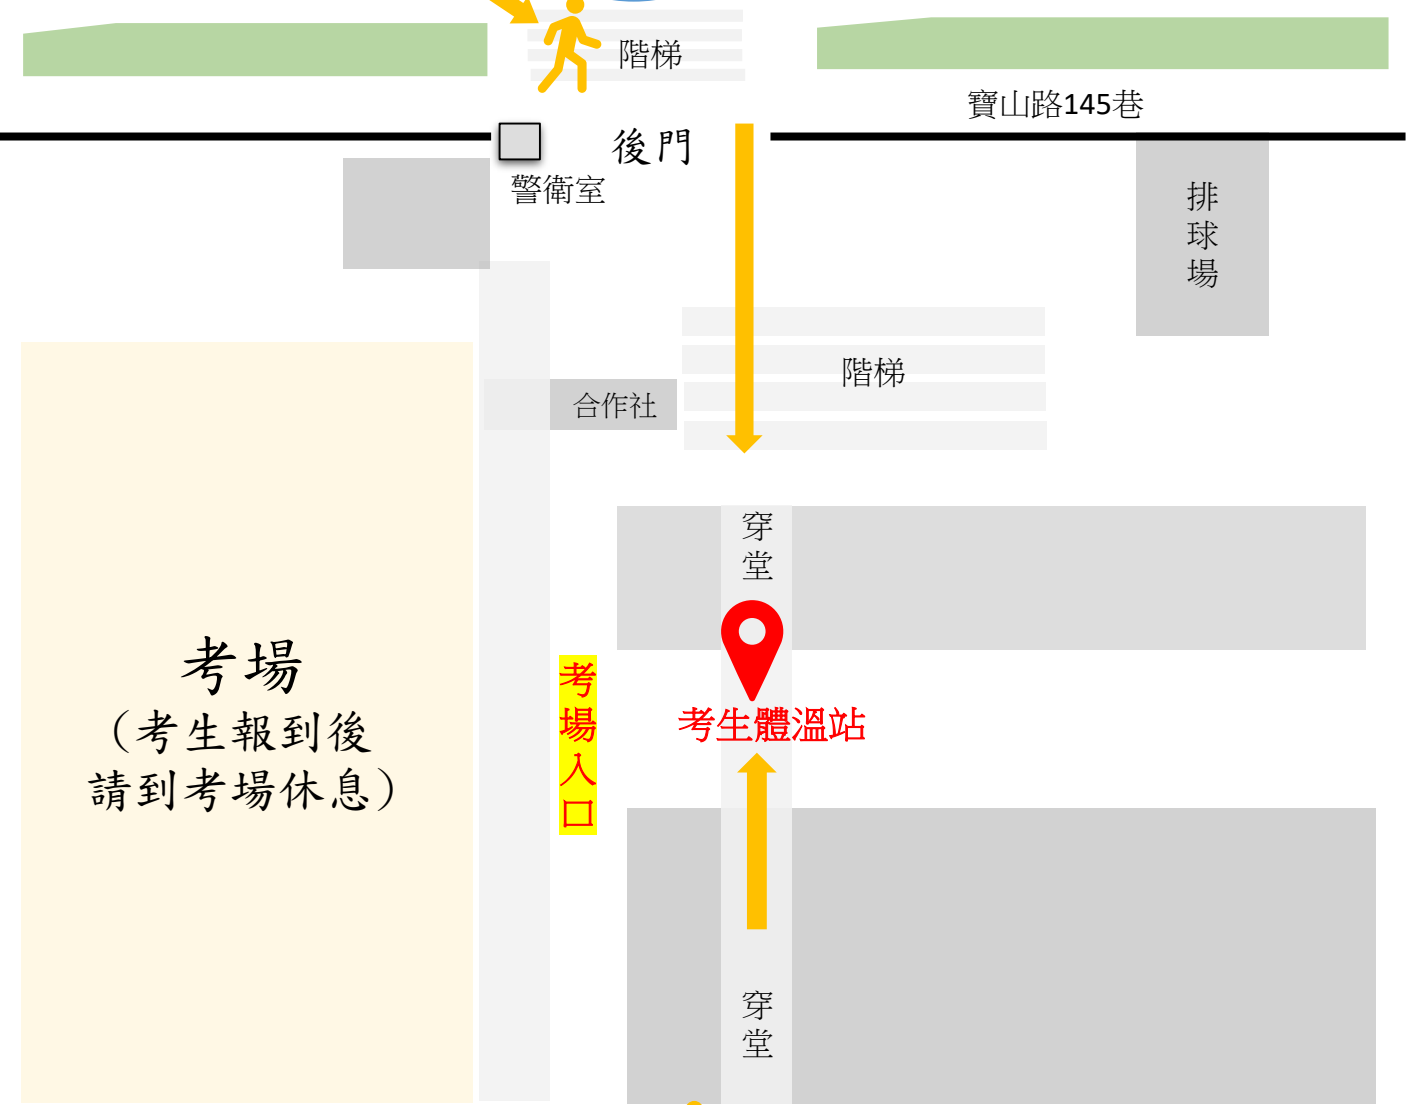 階梯
寶山路145巷
後門
警衛室
排球場
階梯
合作社
穿堂
考場
（考生報到後
請到考場休息）
考場入口
考生體溫站
穿堂